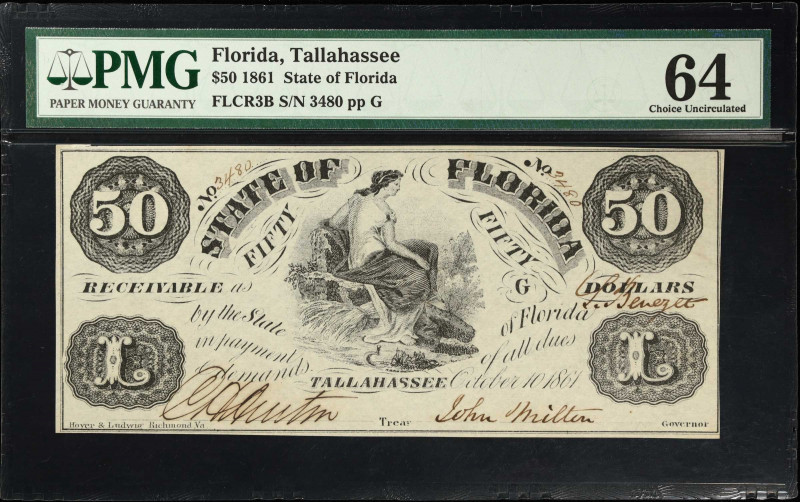 PMG
PAPER MONEY GUARANTY
Florida, Tallahassee
$50 1861 State of Florida
FLCR3B S/N 3480 pp G
64
Choice Uncirculated
50
No 3480
STATE OF FLORIDA
No 3480
50
FIFTY FIFTY
RECEIVABLE as G DOLLARS
by the State of Florida
in payment of all dues
& demands.
L
TALLAHASSEE October 10 1861
L
John Milton
Hoyer & Ludwig Richmond Va Treas Governor